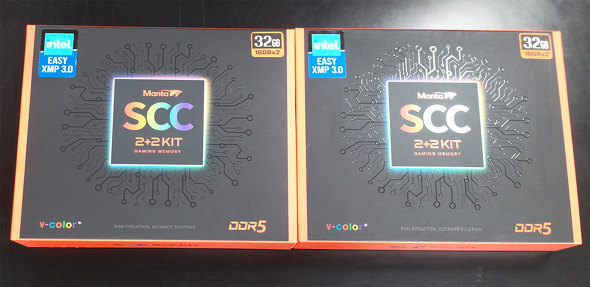 intel
EASY
XMP 3.0
32GB
16GBx2
Manta
SCC
2+2 KIT
GAMING MEMORY
v-color
RAM EVOLUTION, ULTIMATE SOLUTION
DDR5
intel
EASY
XMP 3.0
32GB
16GBx2
Manta
SCC
2+2 KIT
GAMING MEMORY
v-color
RAM EVOLUTION, ULTIMATE SOLUTION
DDR5